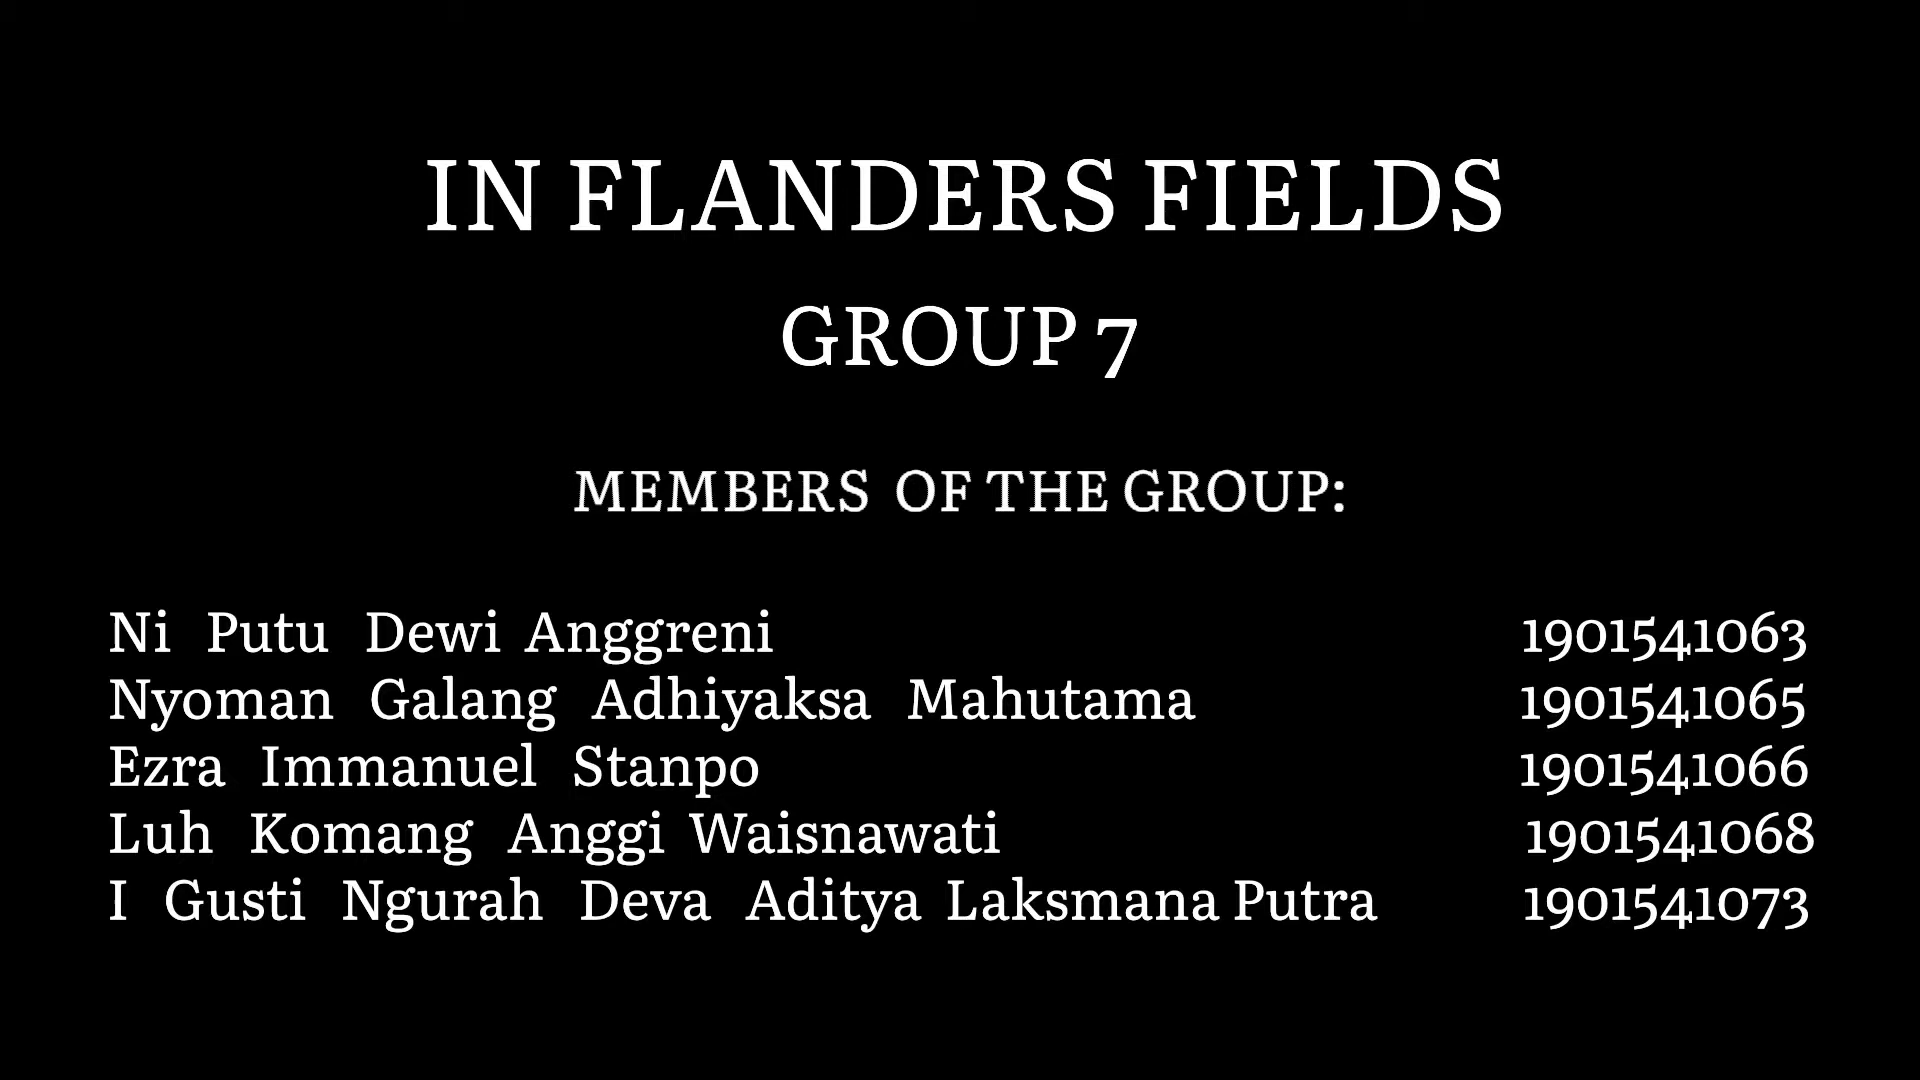 IN FLANDERS FIELDS
GROUP 7
MEMBERS OF THE GROUP:
Ni Putu Dewi Anggreni 1901541063
Nyoman Galang Adhiyaksa Mahutama 1901541065
Ezra Immanuel Stanpo 1901541066
Luh Komang Anggi Waisnawati 1901541068
I Gusti Ngurah Deva Aditya Laksmana Putra 1901541073